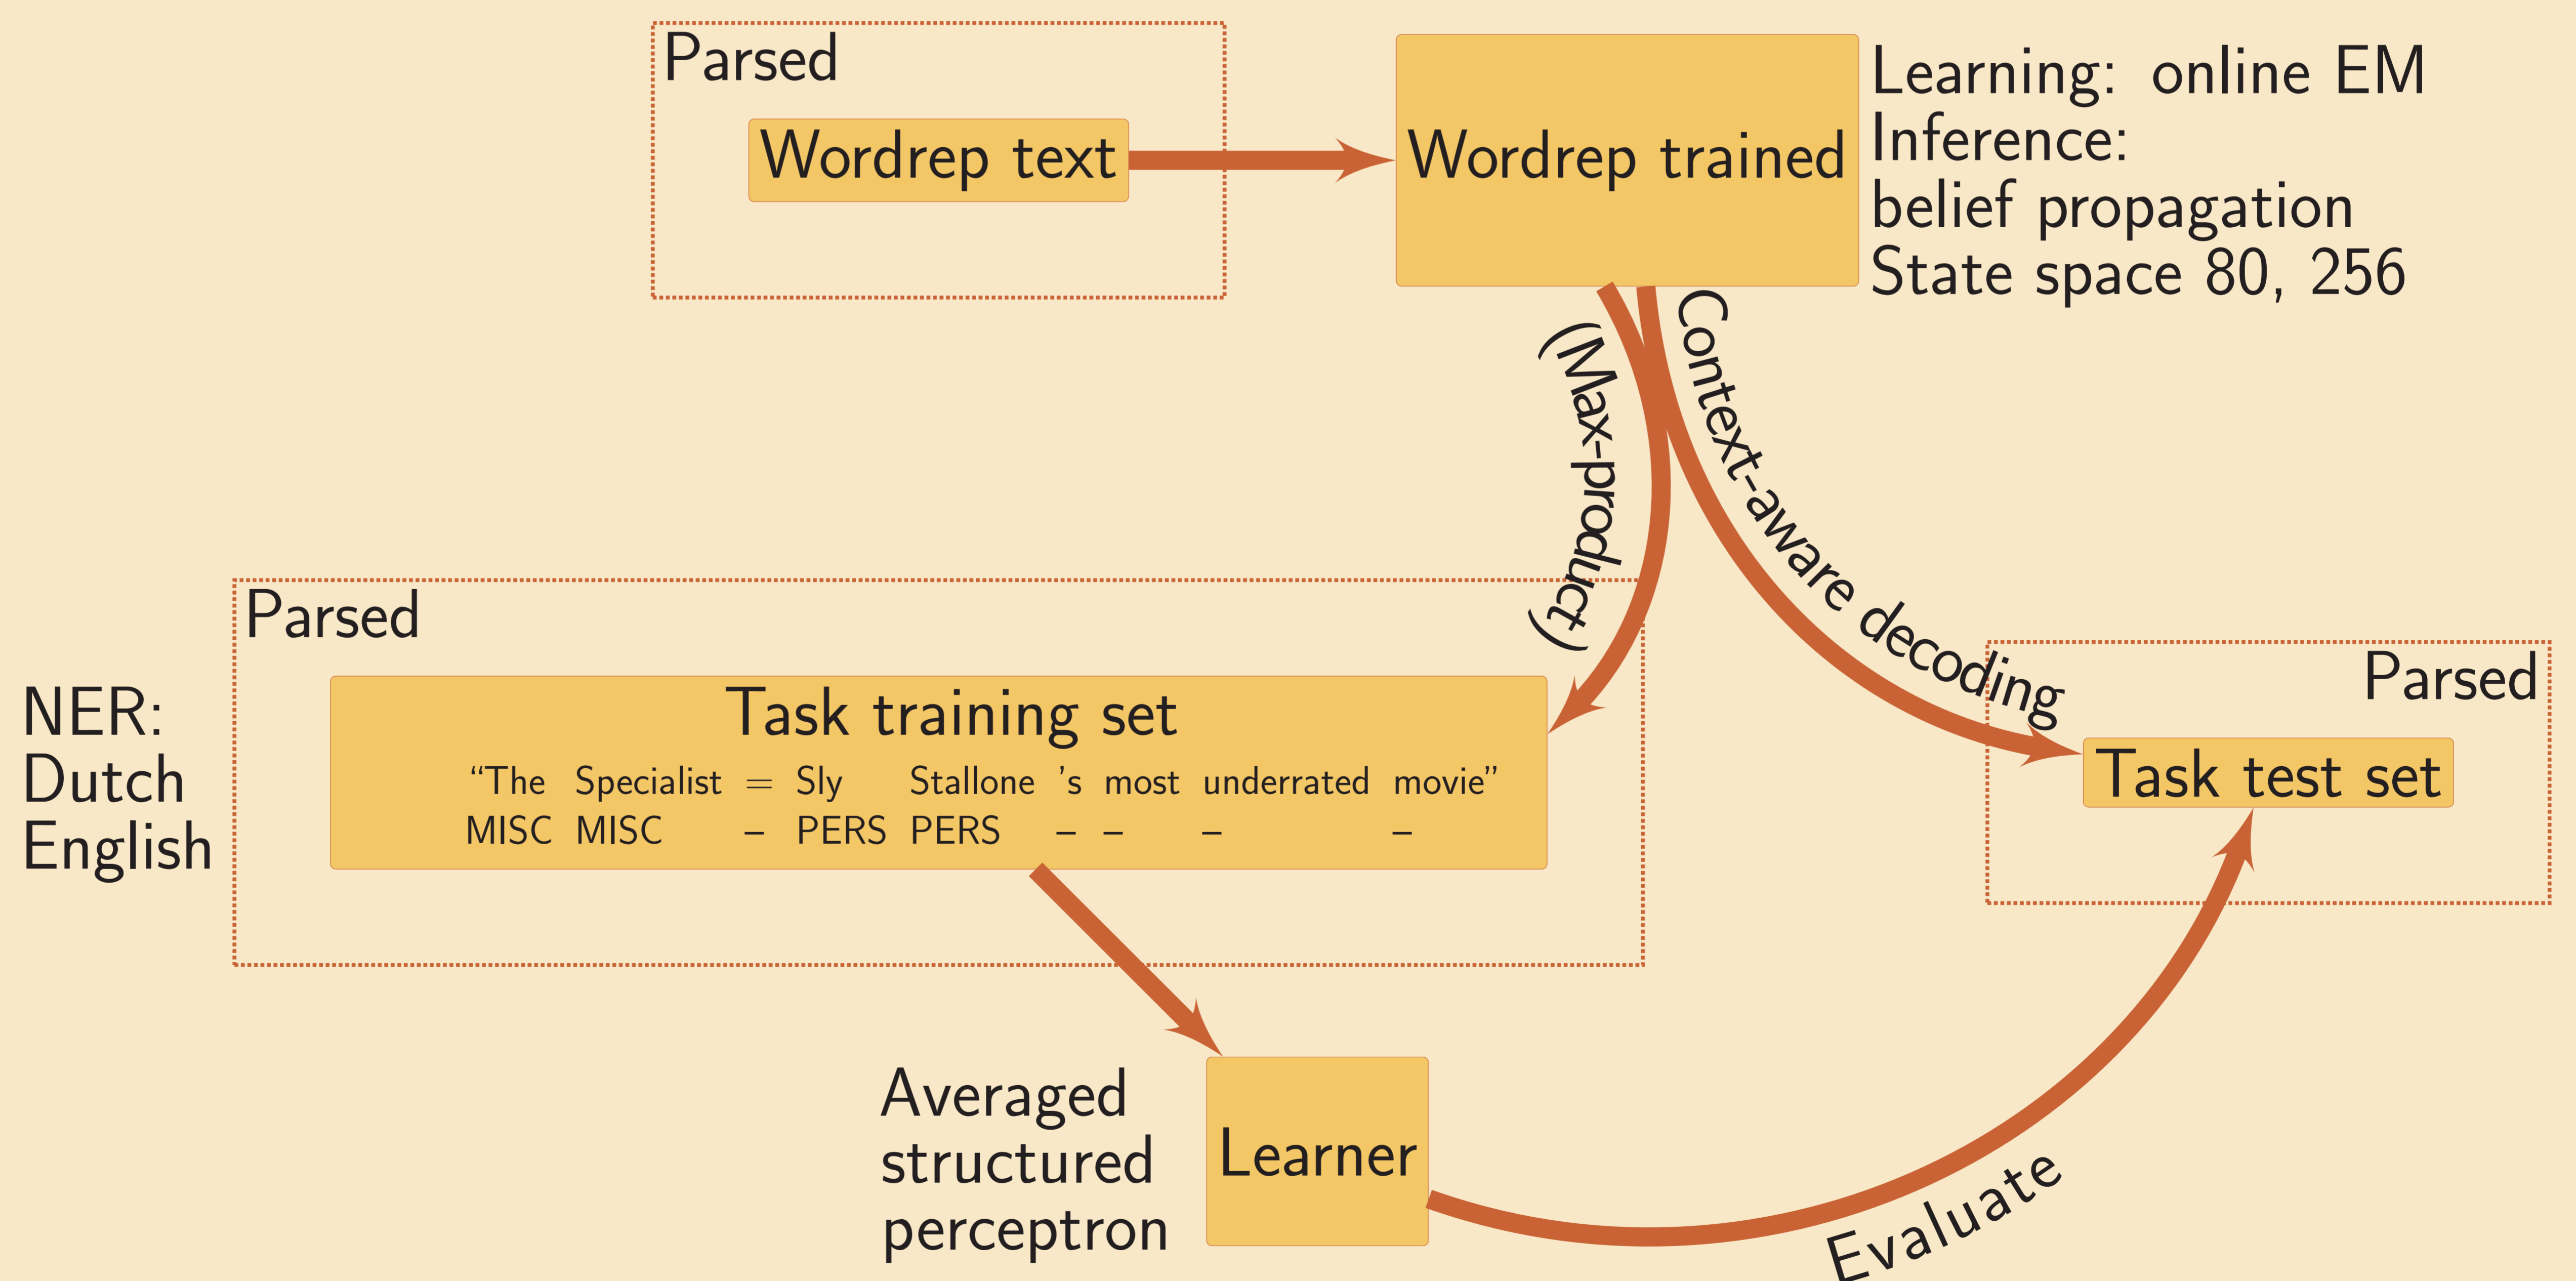 Parsed
Wordrep text
Wordrep trained
Learning: online EM
Inference:
belief propagation
State space 80, 256
(Max-product)
Context-aware decoding
Parsed
NER:
Dutch
English
Task training set
“The Specialist = Sly Stallone 's most underrated movie”
MISC MISC – PERS PERS – – – –
Parsed
Task test set
Averaged
structured
perceptron
Learner
Evaluate